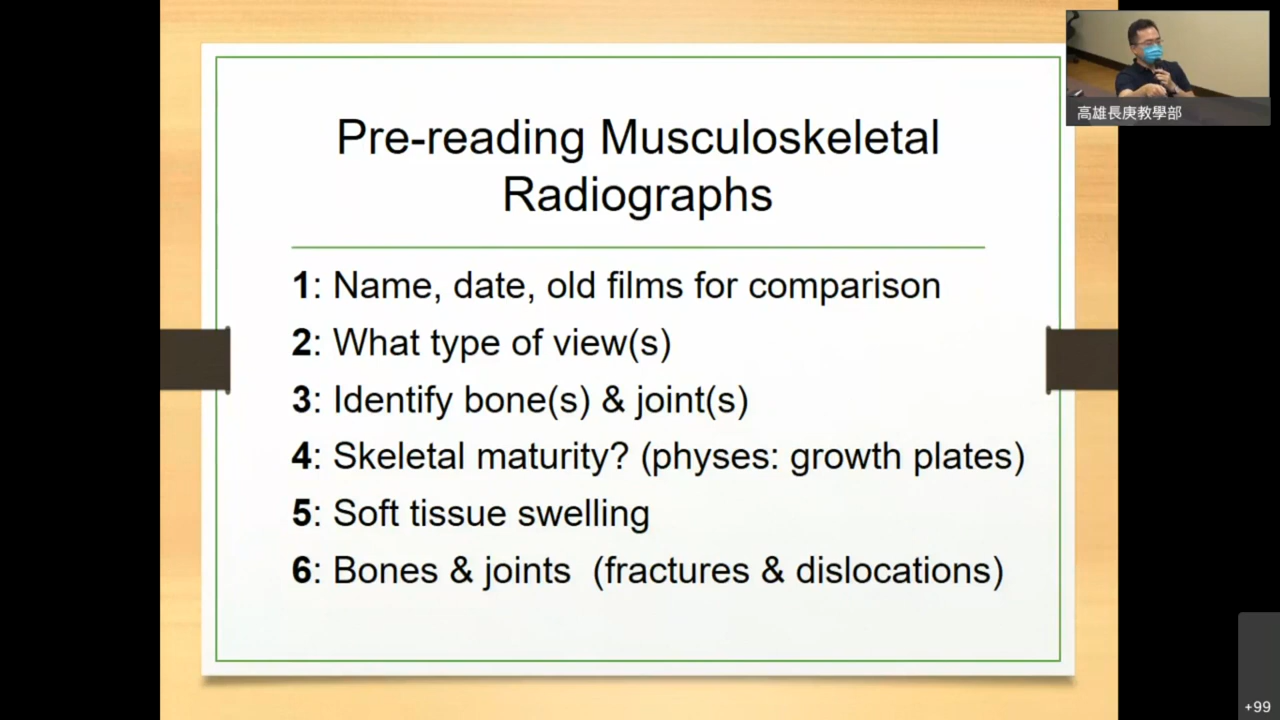 Pre-reading Musculoskeletal
Radiographs
1: Name, date, old films for comparison
2: What type of view(s)
3: Identify bone(s) & joint(s)
4: Skeletal maturity? (physes: growth plates)
5: Soft tissue swelling
6: Bones & joints (fractures & dislocations)
高雄長庚教學部
+99